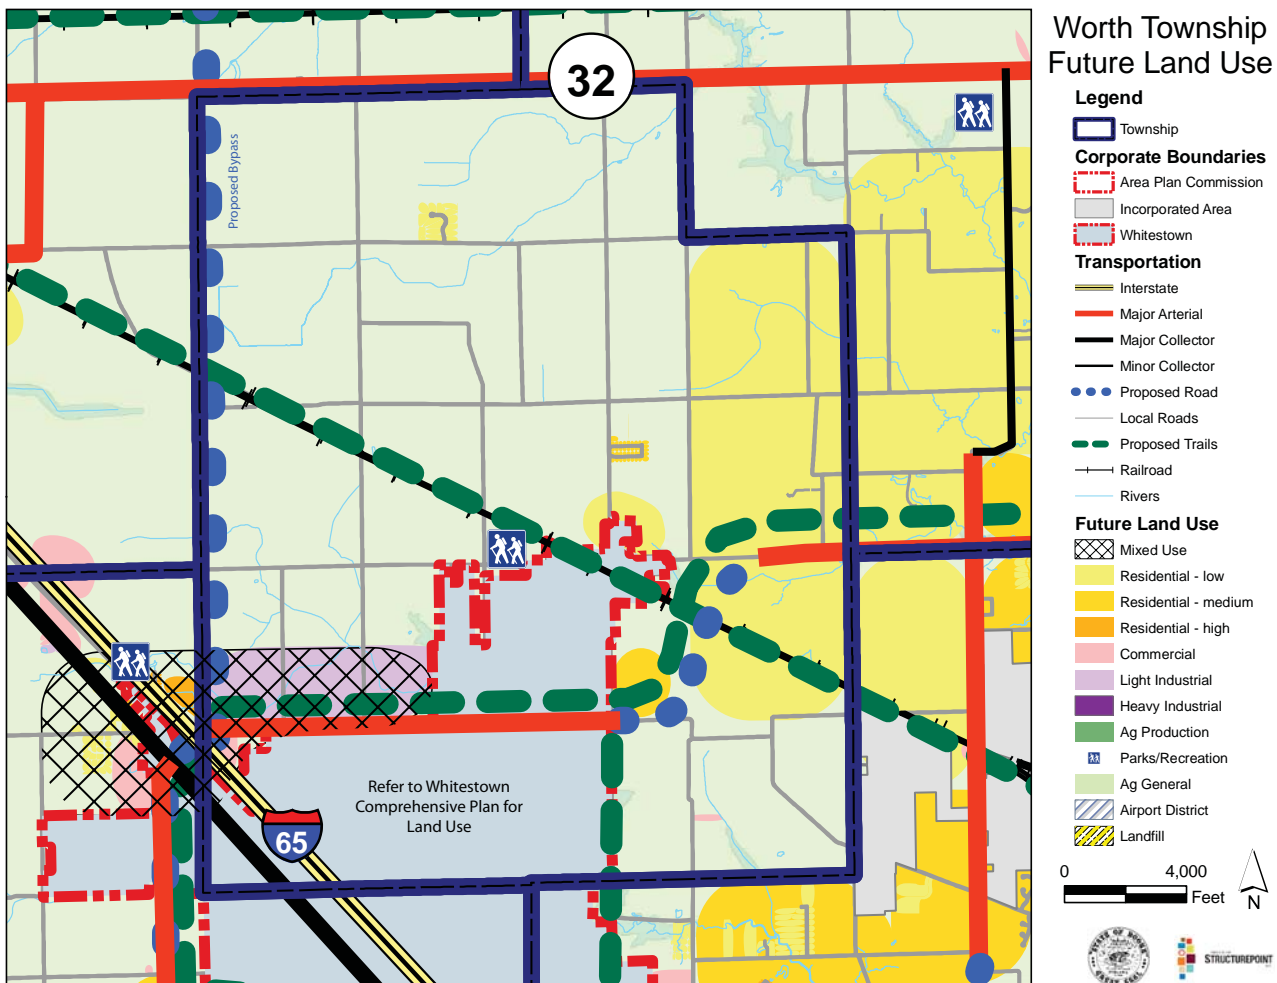 Worth Township
Future Land Use
Legend
Township
Corporate Boundaries
Area Plan Commission
Incorporated Area
Whitestown
Transportation
Interstate
Major Arterial
Major Collector
Minor Collector
Proposed Road
Local Roads
Proposed Trails
Railroad
Rivers
Future Land Use
Mixed Use
Residential - low
Residential - medium
Residential - high
Commercial
Light Industrial
Heavy Industrial
Ag Production
Parks/Recreation
Ag General
Airport District
Landfill
0 4,000
Feet
N
STRUCTUREPOINT
32
Proposed Bypass
Refer to Whitestown
Comprehensive Plan for
Land Use
65